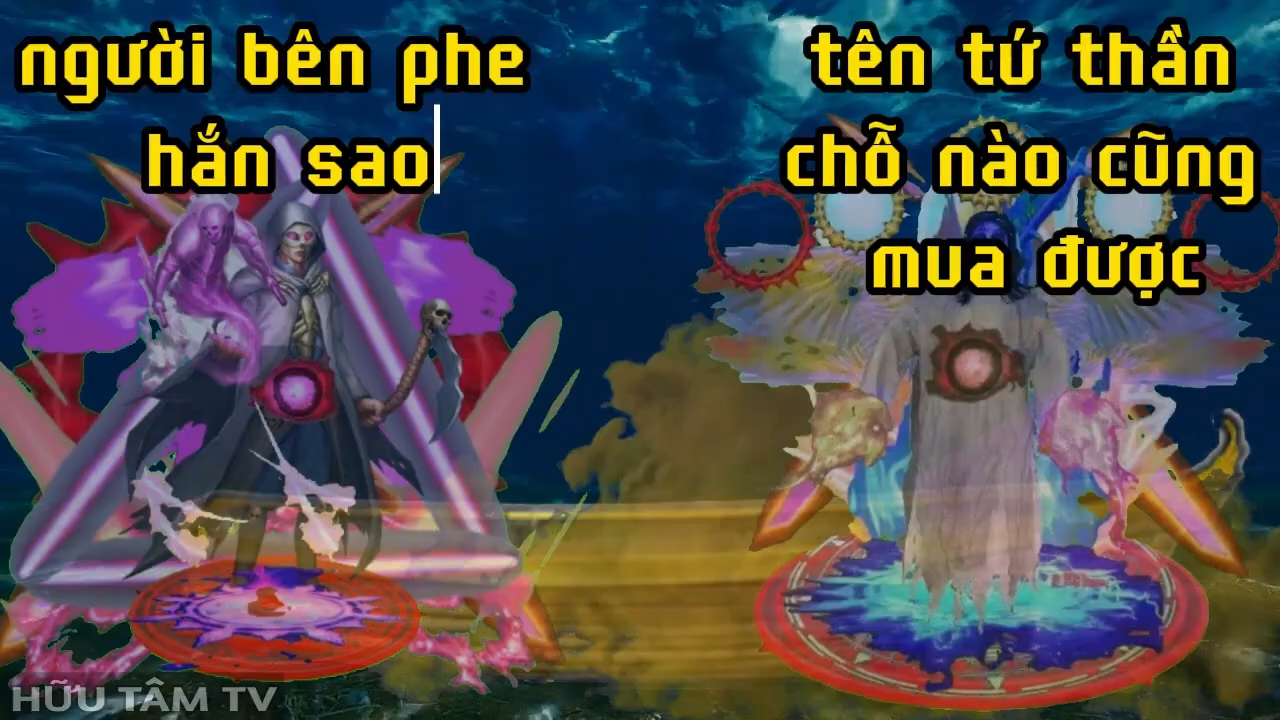 người bên phe
hắn sao
tên tứ thần
chỗ nào cũng
mua được
HỮU TÂM TV